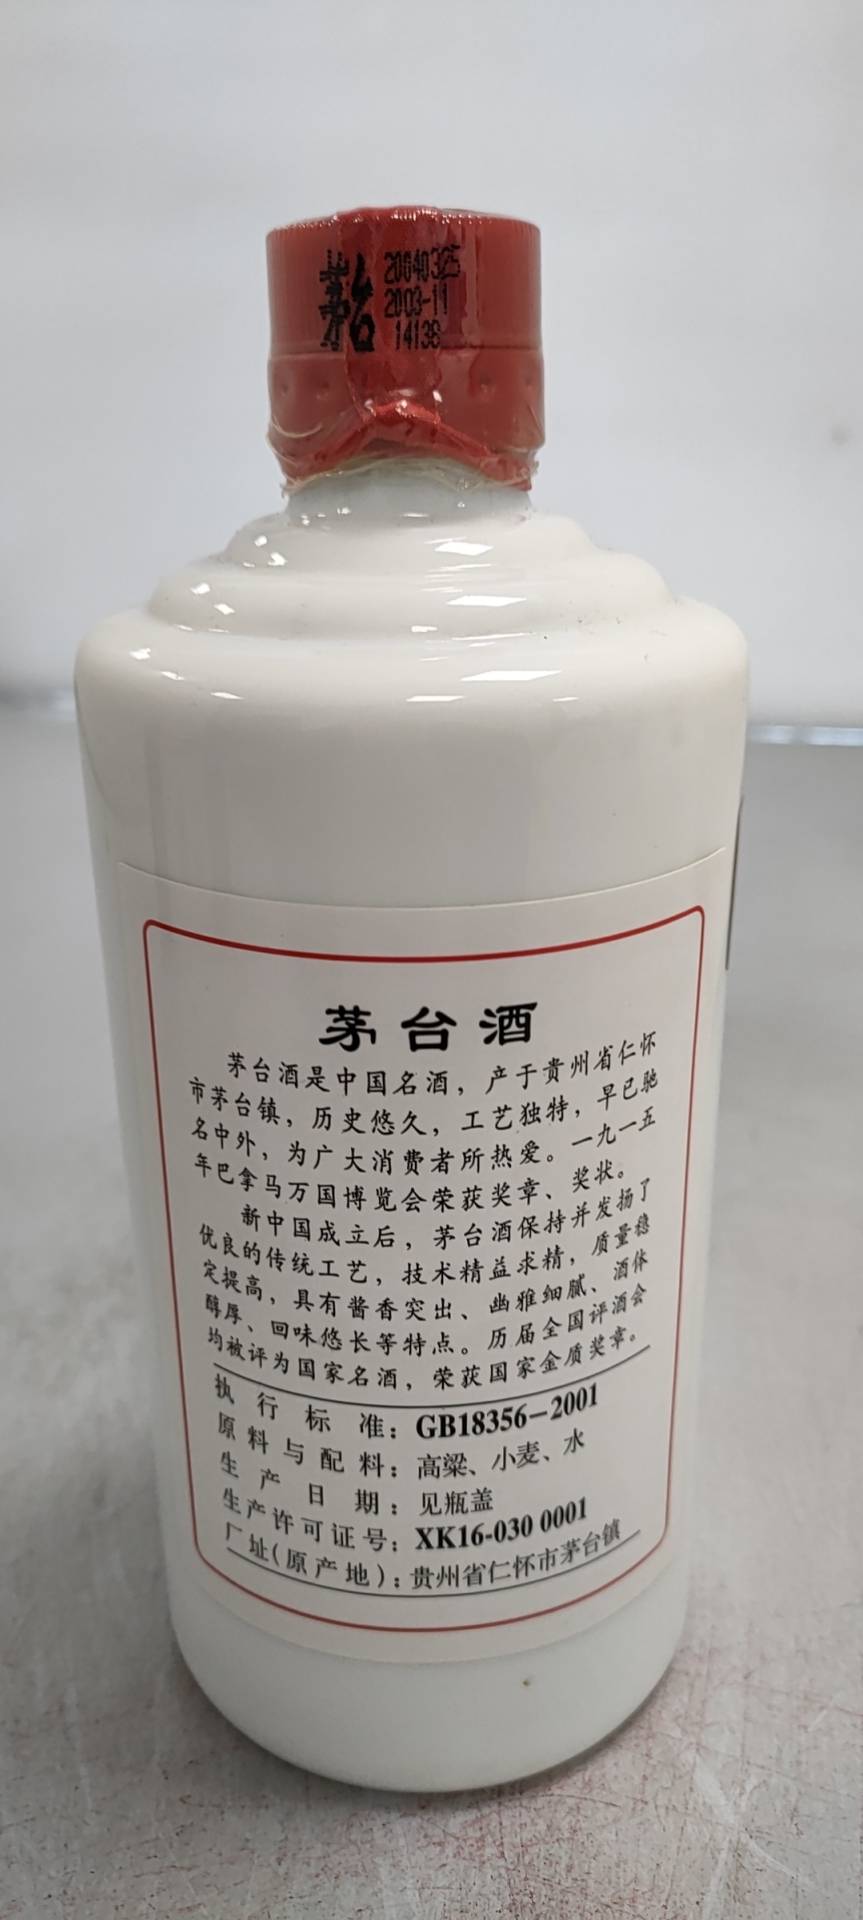 茅台
20040325
2003-11
14138
茅台酒
茅台酒是中国名酒，产于贵州省仁怀
市茅台镇，历史悠久，工艺独特，早已驰
名中外，为广大消费者所热爱。一九一五
年巴拿马万国博览会荣获奖章、奖状。
新中国成立后，茅台酒保持并发扬了
优良的传统工艺，技术精益求精，质量稳
定提高，具有酱香突出、幽雅细腻、酒体
醇厚、回味悠长等特点。历届全国评酒会
均被评为国家名酒，荣获国家金质奖章。
执行标准：GB18356-2001
原料与配料：高粱、小麦、水
生产日期：见瓶盖
生产许可证号：XK16-030 0001
厂址(原产地)：贵州省仁怀市茅台镇